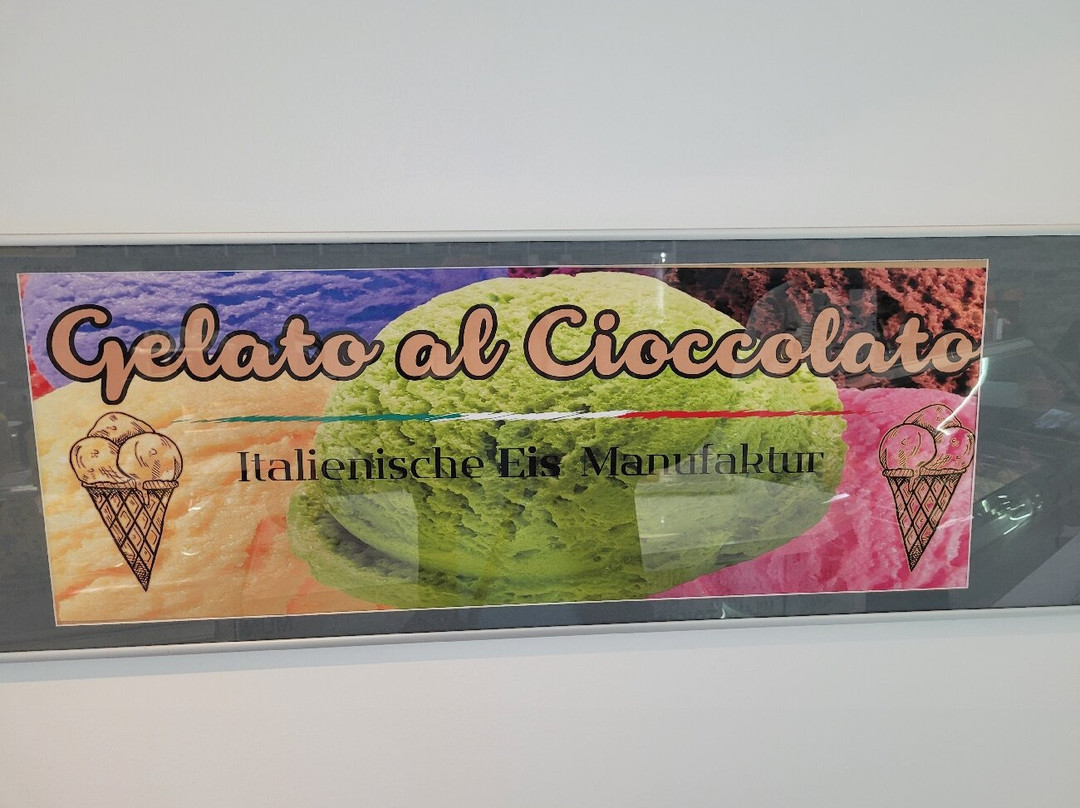 Gelato al Cioccolato
Italienische Eis Manufaktur